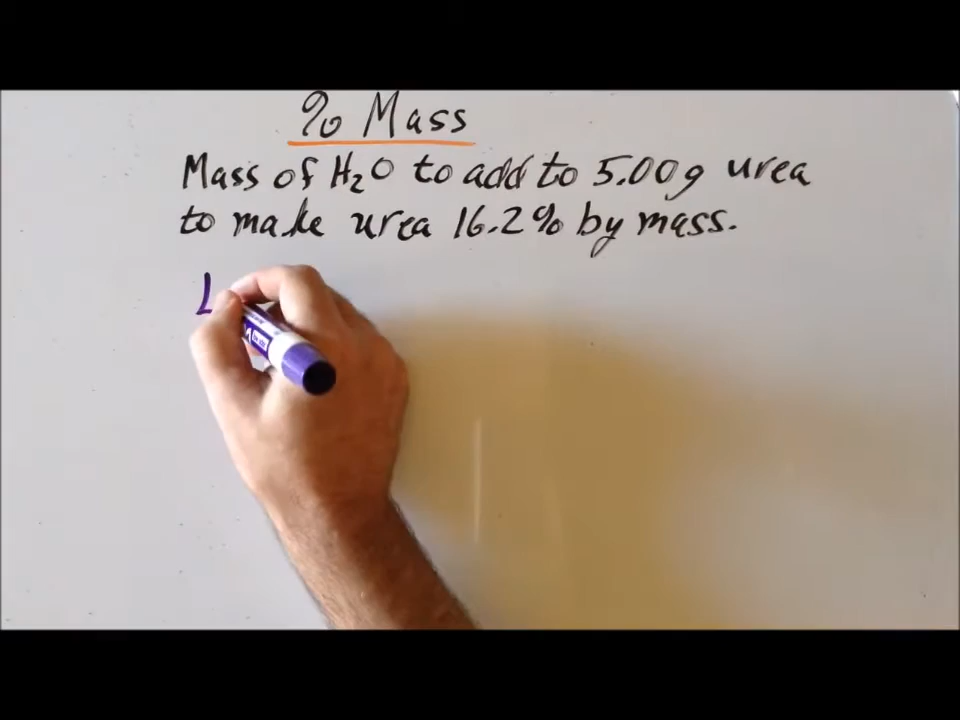 % Mass
Mass of H₂O to add to 5.00g urea
to make urea 16.2% by mass.
L